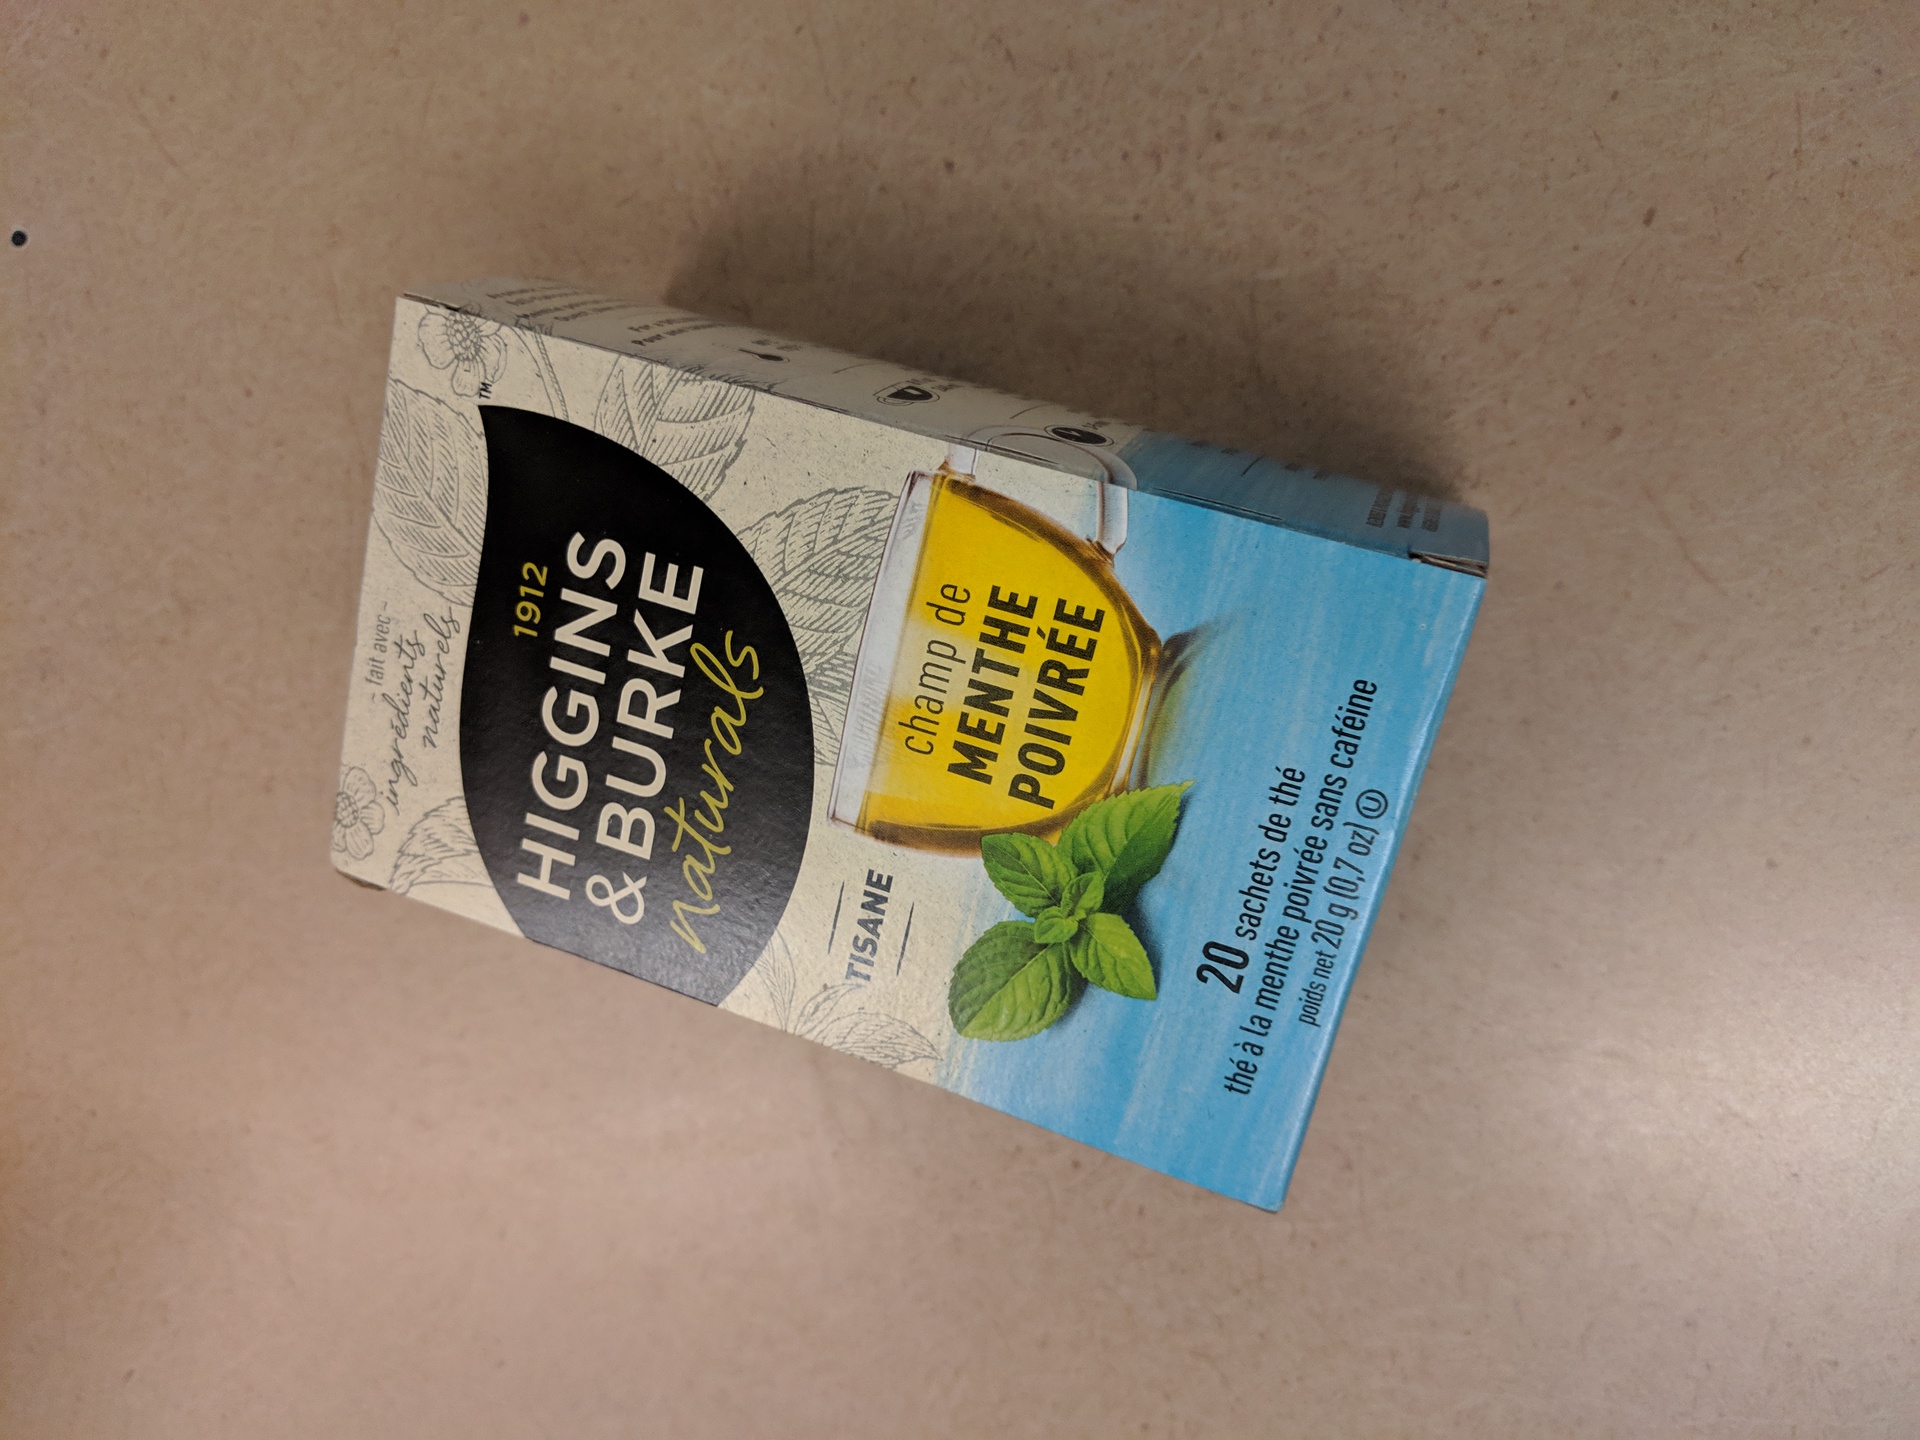 - fait avec -
ingrédients
naturels
TM
1912
HIGGINS
& BURKE
naturals
TISANE
champ de
MENTHE
POIVRÉE
20 sachets de thé
thé à la menthe poivrée sans caféine
poids net 20 g (0,7 oz) U